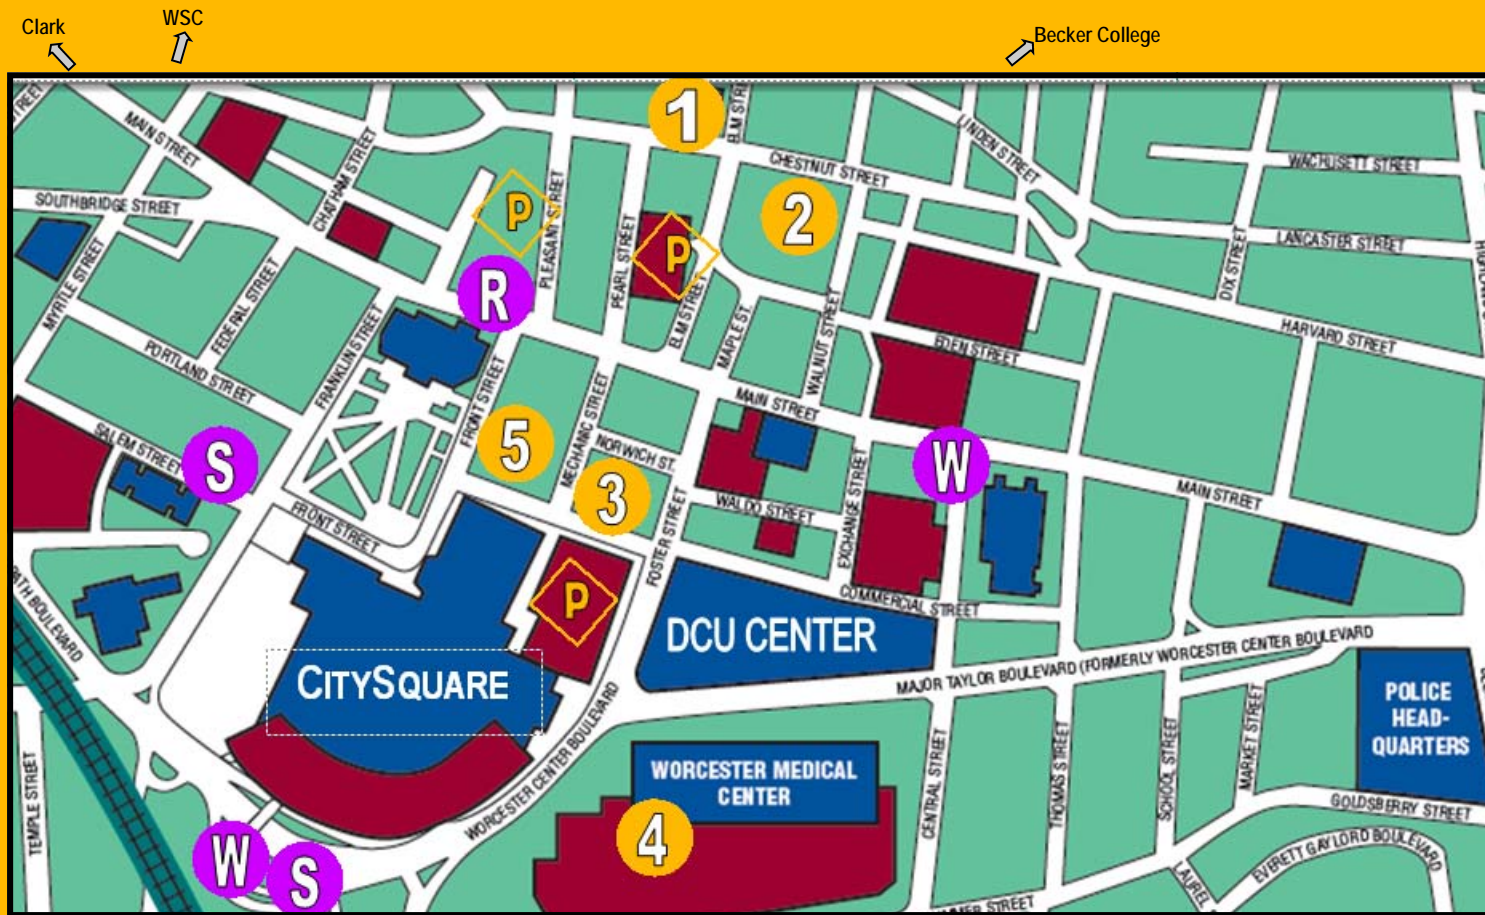 Clark
WSC
Becker College
MAIN STREET
CHATHAM STREET
SOUTHBRIDGE STREET
MYRTLE STREET
FEDERAL STREET
PORTLAND STREET
FRANKLIN STREET
SALEM STREET
FRONT STREET
FRONT STREET
PLEASANT STREET
PEARL STREET
ELM STREET
MAPLE ST.
WALNUT STREET
CHESTNUT STREET
LINDEN STREET
WACHUSETT STREET
LANCASTER STREET
DIX STREET
HARVARD STREET
EDEN STREET
MAIN STREET
MAIN STREET
MECHANIC STREET
NORWICH ST.
FOSTER STREET
WALDO STREET
EXCHANGE STREET
COMMERCIAL STREET
MAJOR TAYLOR BOULEVARD (FORMERLY WORCESTER CENTER BOULEVARD
WORCESTER CENTER BOULEVARD
CENTRAL STREET
THOMAS STREET
SCHOOL STREET
MARKET STREET
GOLDSBERRY STREET
EVERETT GAYLORD BOULEVARD
LAUREL
STREET
TEMPLE STREET
BOULEVARD
1
2
3
4
5
P
P
P
R
S
W
W
S
CITYSQUARE
DCU CENTER
WORCESTER MEDICAL
CENTER
POLICE
HEAD-
QUARTERS